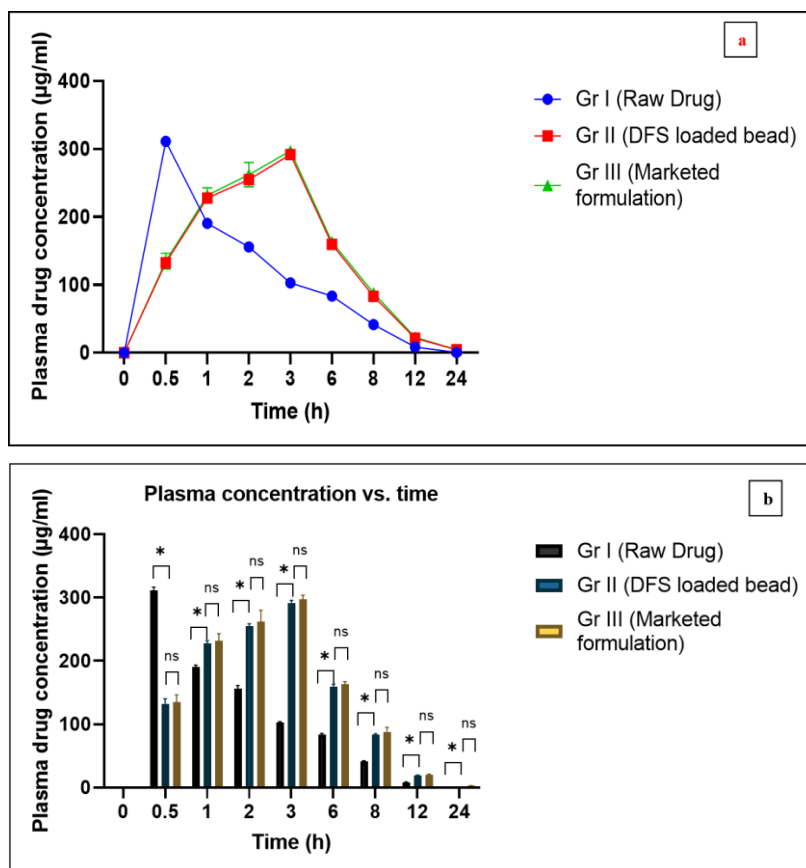 a
Plasma drug concentration (µg/ml)
400
300
200
100
0
0 0.5 1 2 3 6 8 12 24
Time (h)
Gr I (Raw Drug)
Gr II (DFS loaded bead)
Gr III (Marketed
formulation)
b
Plasma concentration vs. time
Plasma drug concentration (µg/ml)
400
300
200
100
0
* ns
* ns
* ns
* ns
* ns
* ns
* ns
* ns
0 0.5 1 2 3 6 8 12 24
Time (h)
Gr I (Raw Drug)
Gr II (DFS loaded bead)
Gr III (Marketed
formulation)